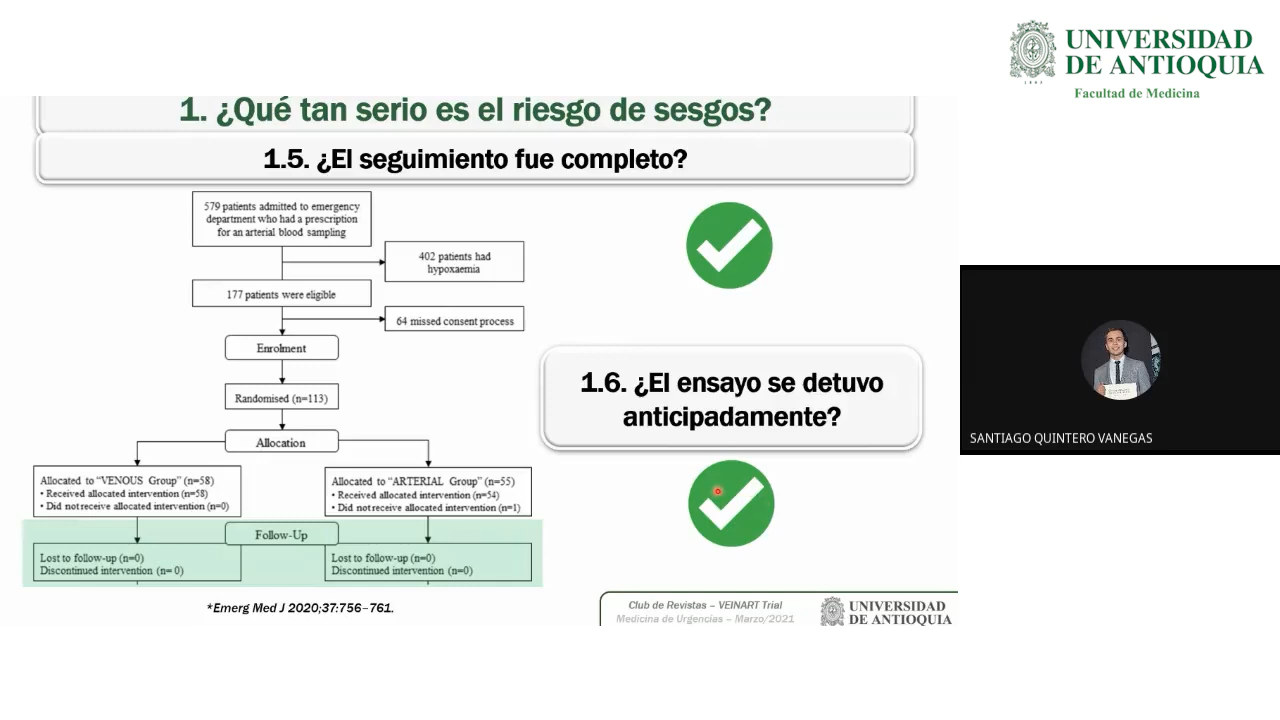 UNIVERSIDAD
DE ANTIOQUIA
1803
Facultad de Medicina
1. ¿Qué tan serio es el riesgo de sesgos?
1.5. ¿El seguimiento fue completo?
579 patients admitted to emergency
department who had a prescription
for an arterial blood sampling
402 patients had
hypoxaemia
177 patients were eligible
64 missed consent process
Enrolment
Randomised (n=113)
Allocation
Allocated to “VENOUS Group” (n=58)
• Received allocated intervention (n=58)
• Did not receive allocated intervention (n=0)
Allocated to “ARTERIAL Group” (n=55)
• Received allocated intervention (n=54)
• Did not receive allocated intervention (n=1)
Follow-Up
Lost to follow-up (n=0)
Discontinued intervention (n= 0)
Lost to follow-up (n=0)
Discontinued intervention (n=0)
*Emerg Med J 2020;37:756–761.
1.6. ¿El ensayo se detuvo
anticipadamente?
Club de Revistas – VEINART Trial
Medicina de Urgencias – Marzo/2021
UNIVERSIDAD
DE ANTIOQUIA
SANTIAGO QUINTERO VANEGAS